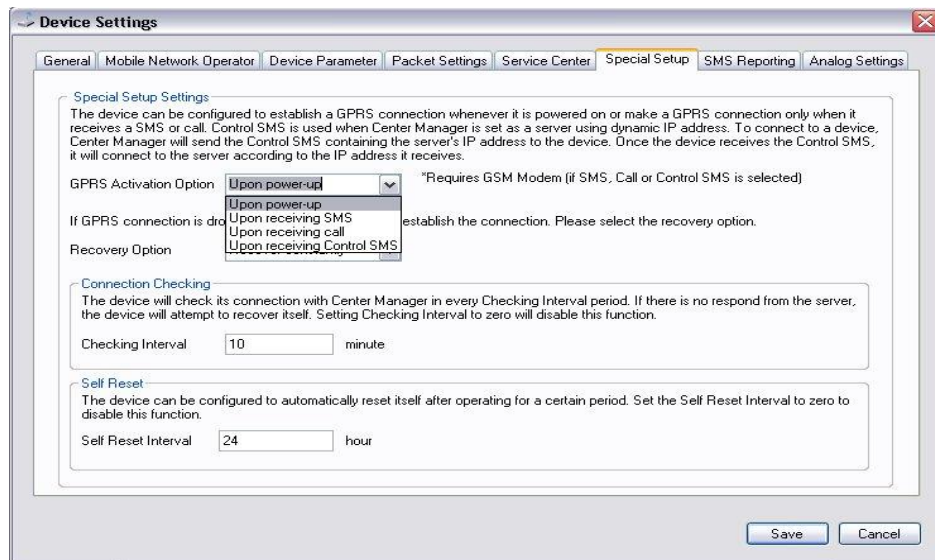 Device Settings
General Mobile Network Operator Device Parameter Packet Settings Service Center Special Setup SMS Reporting Analog Settings
Special Setup Settings
The device can be configured to establish a GPRS connection whenever it is powered on or make a GPRS connection only when it
receives a SMS or call. Control SMS is used when Center Manager is set as a server using dynamic IP address. To connect to a device,
Center Manager will send the Control SMS containing the server's IP address to the device. Once the device receives the Control SMS,
it will connect to the server according to the IP address it receives.
GPRS Activation Option Upon power-up *Requires GSM Modem (if SMS, Call or Control SMS is selected)
Upon power-up
Upon receiving SMS
If GPRS connection is establish the connection. Please select the recovery option.
Upon receiving call
Upon receiving Control SMS
Recovery Option
Connection Checking
The device will check its connection with Center Manager in every Checking Interval period. If there is no respond from the server,
the device will attempt to recover itself. Setting Checking Interval to zero will disable this function.
Checking Interval 10 minute
Self Reset
The device can be configured to automatically reset itself after operating for a certain period. Set the Self Reset Interval to zero to
disable this function.
Self Reset Interval 24 hour
Save Cancel